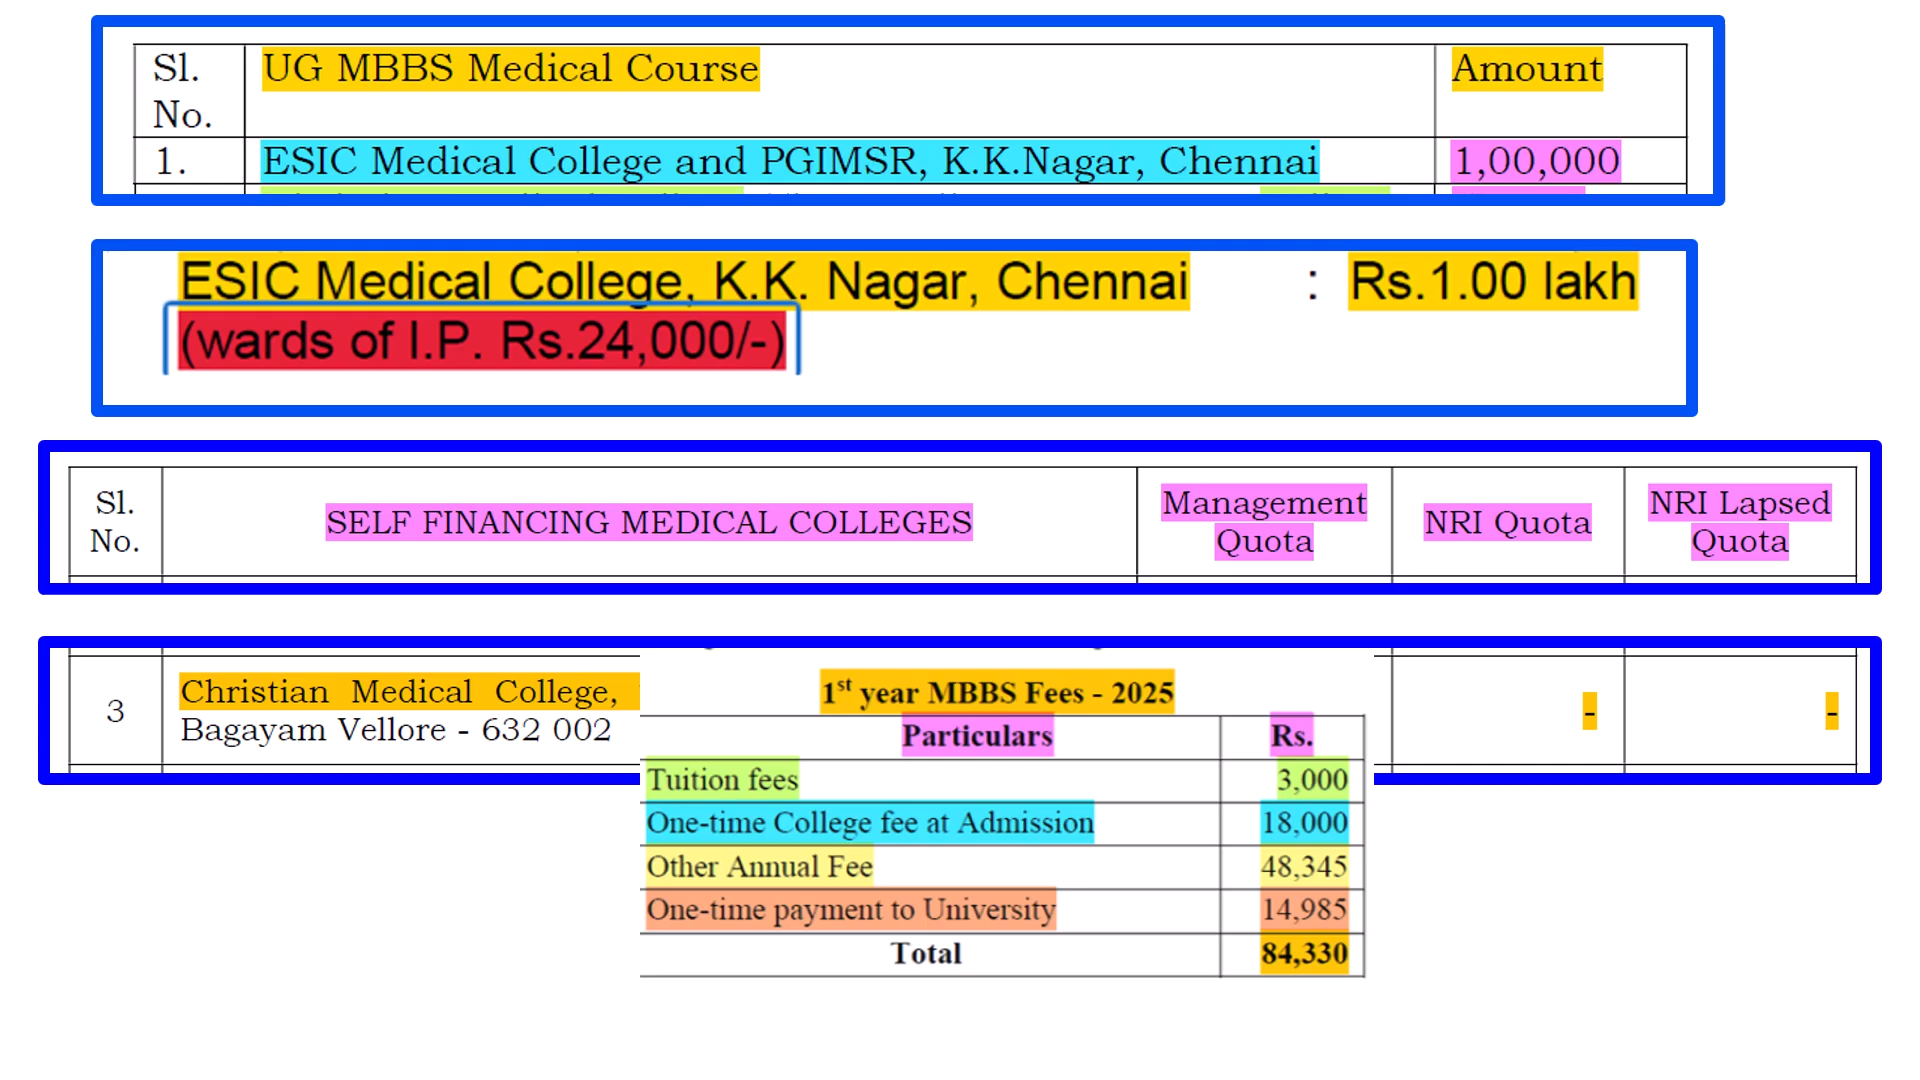 Sl. No.
UG MBBS Medical Course
Amount
1.
ESIC Medical College and PGIMSR, K.K.Nagar, Chennai
1,00,000
ESIC Medical College, K.K. Nagar, Chennai : Rs.1.00 lakh
(wards of I.P. Rs.24,000/-)
Sl. No.
SELF FINANCING MEDICAL COLLEGES
Management Quota
NRI Quota
NRI Lapsed Quota
3
Christian Medical College,
Bagayam Vellore - 632 002
-
-
1st year MBBS Fees - 2025
Particulars Rs.
Tuition fees 3,000
One-time College fee at Admission 18,000
Other Annual Fee 48,345
One-time payment to University 14,985
Total 84,330